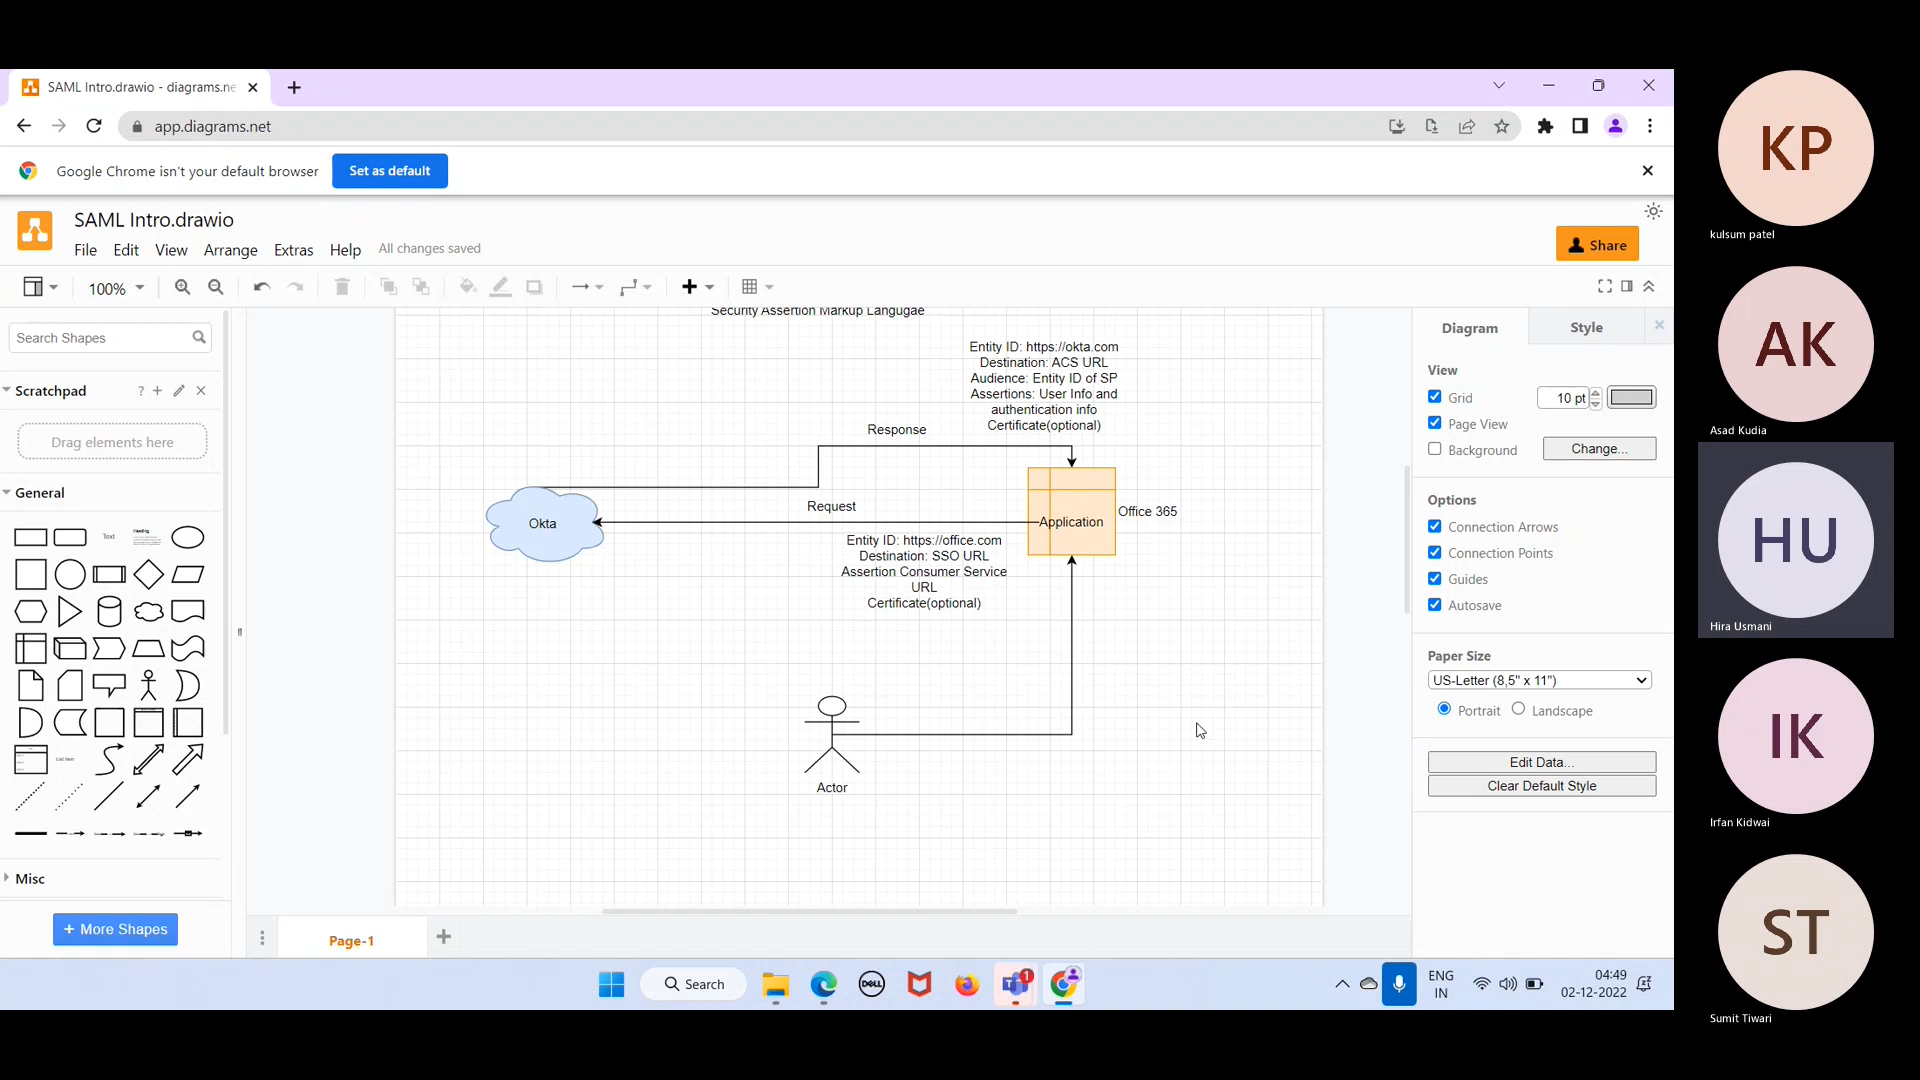 SAML Intro.drawio - diagrams.ne
app.diagrams.net
Google Chrome isn't your default browser
Set as default
SAML Intro.drawio
File Edit View Arrange Extras Help All changes saved
Share
100%
Search Shapes
Scratchpad
?
Drag elements here
General
Text
Heading
List Item
Misc
+ More Shapes
Security Assertion Markup Langugae
Entity ID: https://okta.com
Destination: ACS URL
Audience: Entity ID of SP
Assertions: User Info and
authentication info
Certificate(optional)
Response
Okta
Request
Application
Office 365
Entity ID: https://office.com
Destination: SSO URL
Assertion Consumer Service
URL
Certificate(optional)
Actor
Page-1
Diagram
Style
View
Grid
10 pt
Page View
Background
Change...
Options
Connection Arrows
Connection Points
Guides
Autosave
Paper Size
US-Letter (8,5" x 11")
Portrait
Landscape
Edit Data...
Clear Default Style
Search
DELL
1
ENG
IN
04:49
02-12-2022
KP
kulsum patel
AK
Asad Kudia
HU
Hira Usmani
IK
Irfan Kidwai
ST
Sumit Tiwari